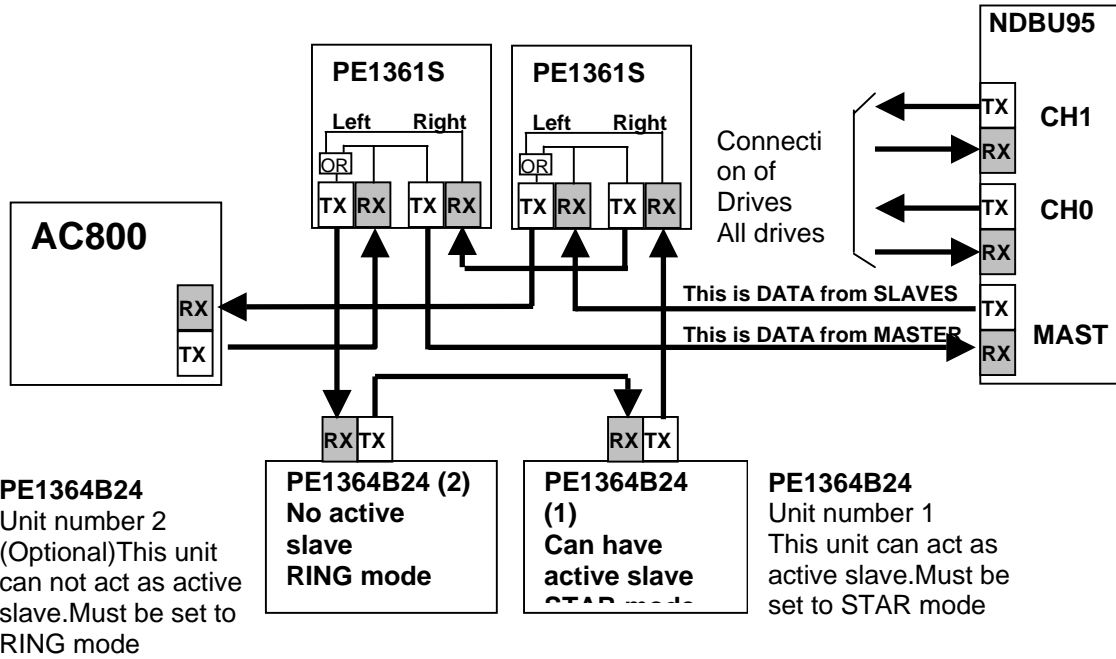 NDBU95
PE1361S
PE1361S
Left Right
Left Right
OR
OR
TX RX TX RX
TX RX TX RX
TX
CH1
RX
TX
CH0
RX
TX
MAST
RX
Connecti
on of
Drives
All drives
AC800
RX
TX
This is DATA from SLAVES
This is DATA from MASTER
RX TX
RX TX
PE1364B24 (2)
No active
slave
RING mode
PE1364B24
(1)
Can have
active slave
STAR mode
PE1364B24
Unit number 2
(Optional)This unit
can not act as active
slave.Must be set to
RING mode
PE1364B24
Unit number 1
This unit can act as
active slave.Must be
set to STAR mode